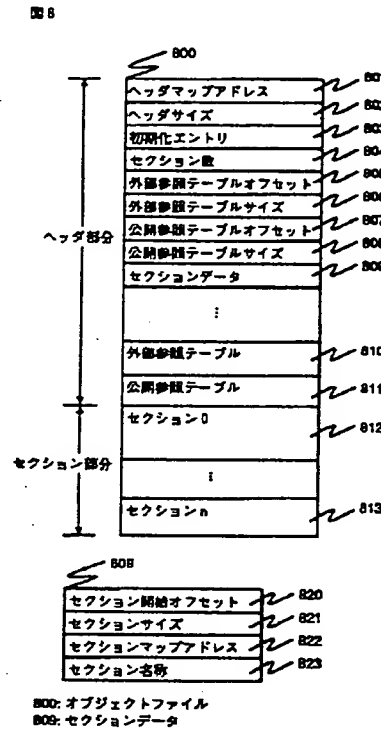 図8
800
ヘッダマップアドレス 801
ヘッダサイズ 802
初期化エントリ 803
セクション数 804
外部参照テーブルオフセット 805
外部参照テーブルサイズ 806
公開参照テーブルオフセット 807
公開参照テーブルサイズ 808
セクションデータ 809
ヘッダ部分
⋮
外部参照テーブル 810
公開参照テーブル 811
セクション0 812
セクション部分
⋮
セクションn 813
809
セクション開始オフセット 820
セクションサイズ 821
セクションマップアドレス 822
セクション名称 823
800: オブジェクトファイル
809: セクションデータ